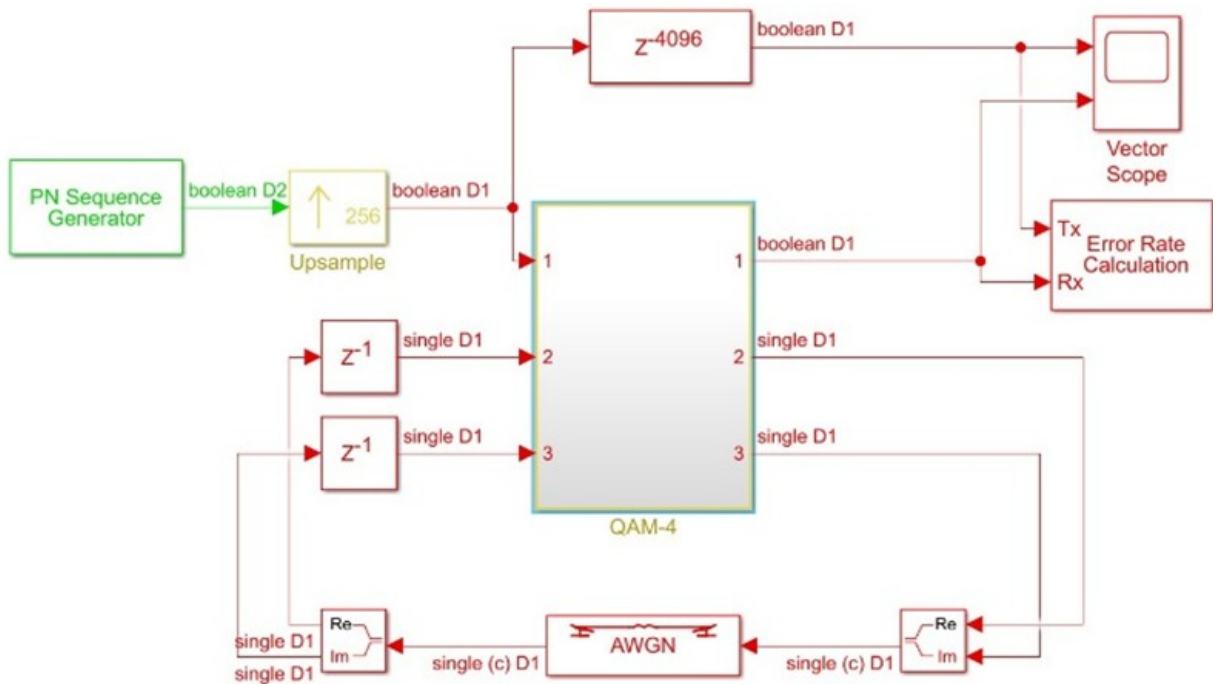 boolean D1
Z-4096
boolean D1
Vector
Scope
PN Sequence
Generator
boolean D2
256
Upsample
boolean D1
1
1
boolean D1
Tx
Error Rate
Calculation
Rx
Z-1
single D1
2
2
single D1
Z-1
single D1
3
3
single D1
QAM-4
Re
Im
single D1
single D1
single (c) D1
AWGN
single (c) D1
Re
Im